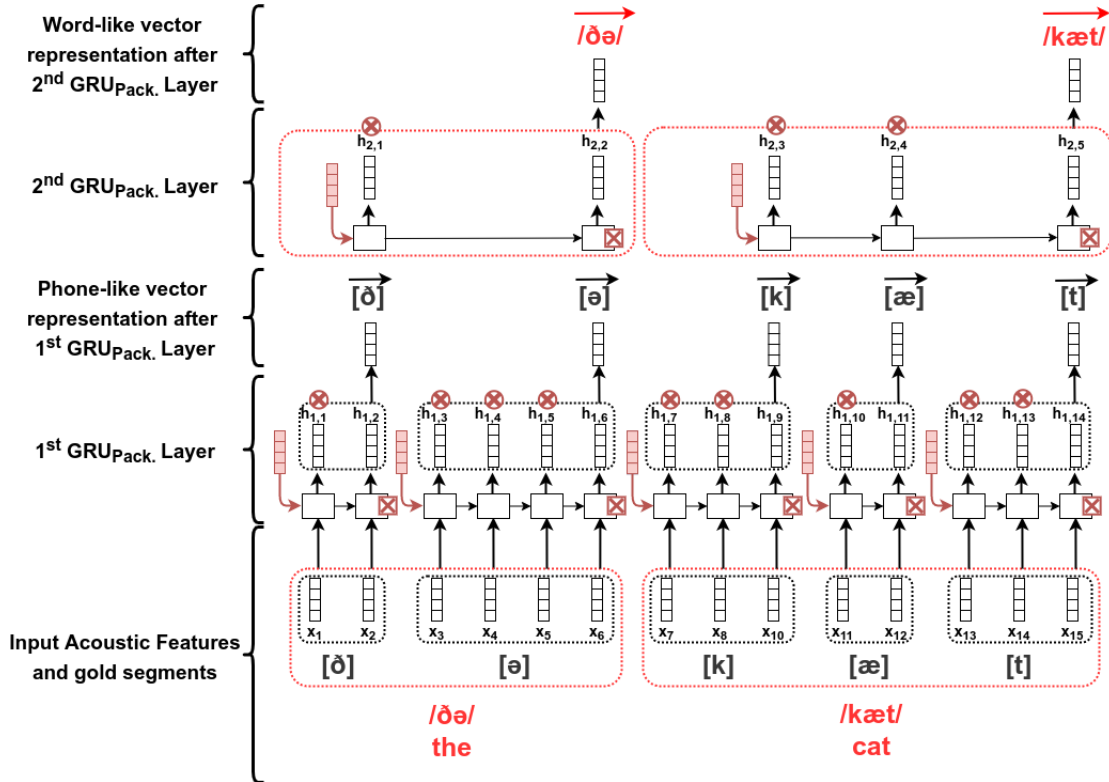 Word-like vector
representation after
2nd GRUPack. Layer
/ðə/
/kæt/
2nd GRUPack. Layer
h2,1
h2,2
h2,3
h2,4
h2,5
Phone-like vector
representation after
1st GRUPack. Layer
[ð]
[ə]
[k]
[æ]
[t]
1st GRUPack. Layer
h1,1
h1,2
h1,3
h1,4
h1,5
h1,6
h1,7
h1,8
h1,9
h1,10
h1,11
h1,12
h1,13
h1,14
Input Acoustic Features
and gold segments
x1
x2
x3
x4
x5
x6
x7
x8
x10
x11
x12
x13
x14
x15
[ð]
[ə]
[k]
[æ]
[t]
/ðə/
the
/kæt/
cat